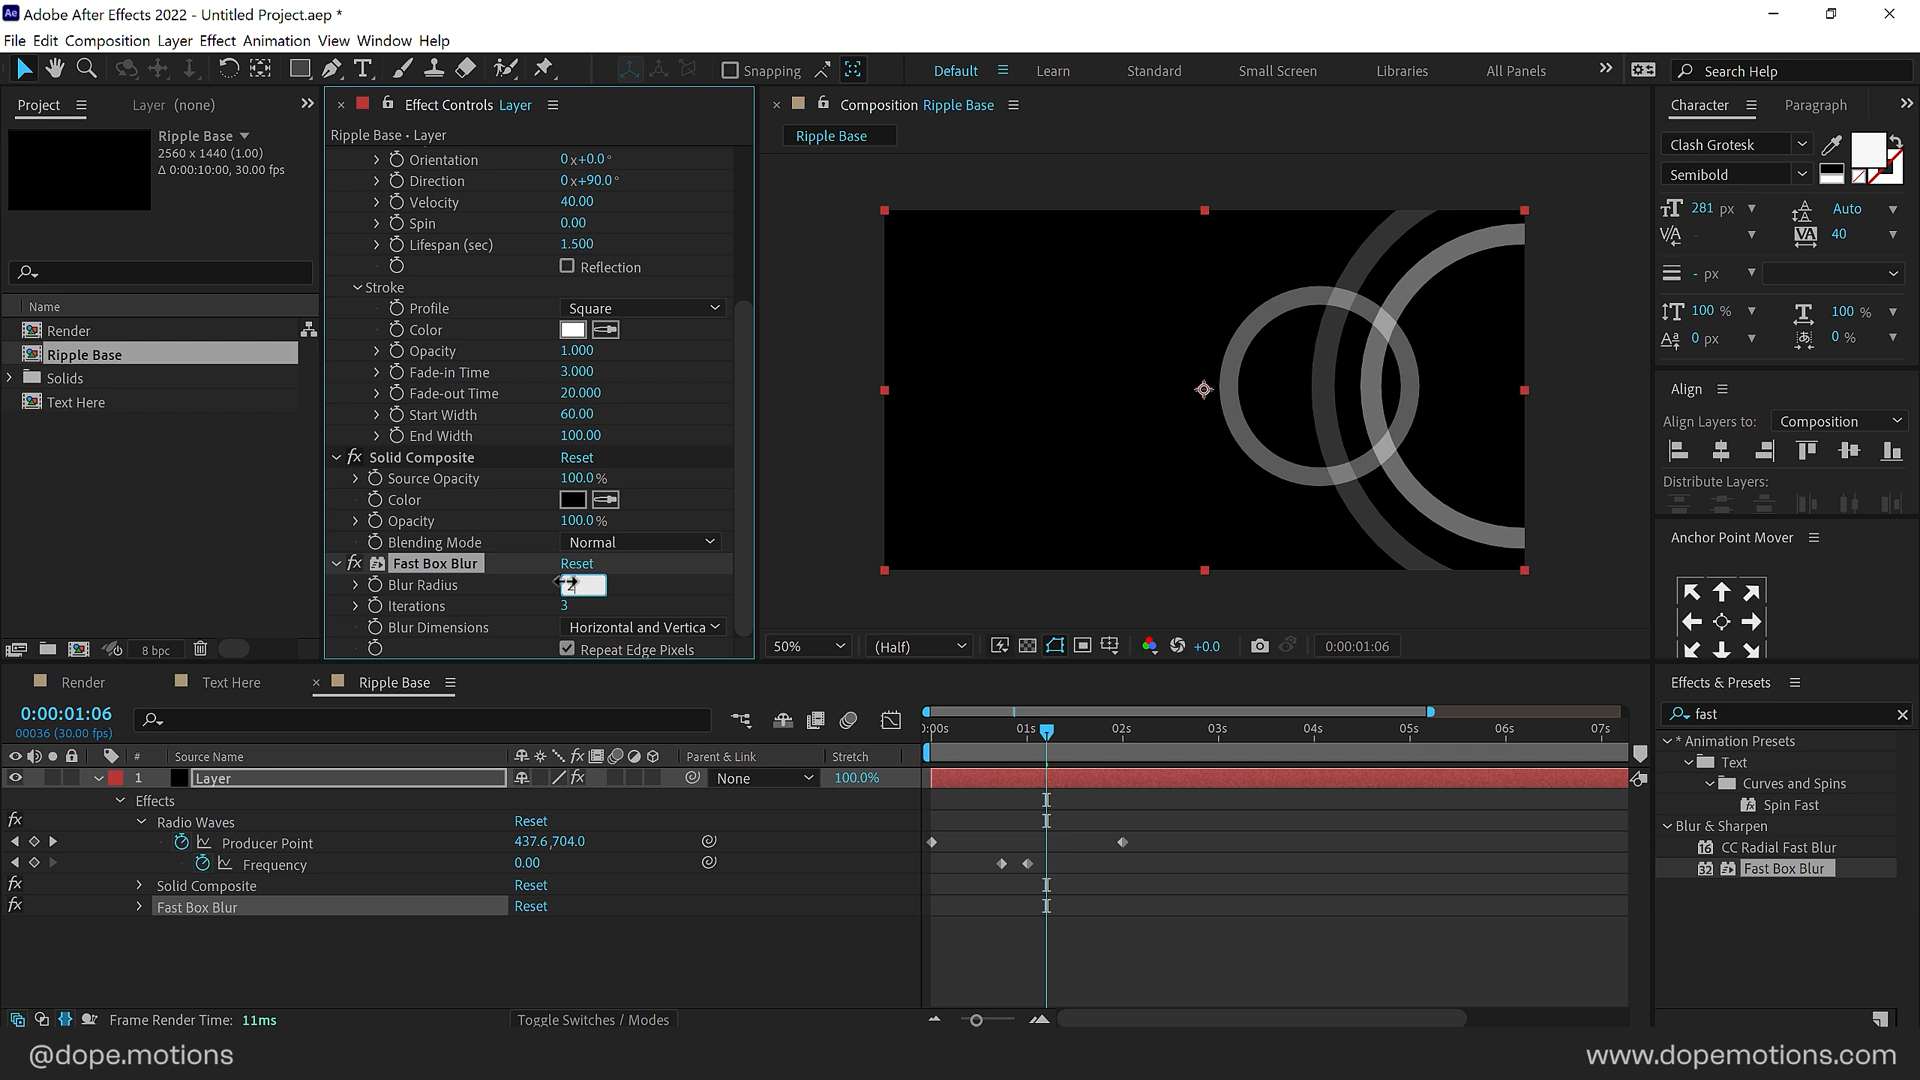 Ae Adobe After Effects 2022 - Untitled Project.aep *
File Edit Composition Layer Effect Animation View Window Help
Snapping
Default
Learn
Standard
Small Screen
Libraries
All Panels
Search Help
Project
Layer (none)
Ripple Base
2560 x 1440 (1.00)
Δ 0:00:10:00, 30.00 fps
Name
Render
Ripple Base
Solids
Text Here
8 bpc
Effect Controls Layer
Ripple Base • Layer
Orientation 0x+0.0°
Direction 0x+90.0°
Velocity 40.00
Spin 0.00
Lifespan (sec) 1.500
Reflection
Stroke
Profile Square
Color
Opacity 1.000
Fade-in Time 3.000
Fade-out Time 20.000
Start Width 60.00
End Width 100.00
fx Solid Composite Reset
Source Opacity 100.0 %
Color
Opacity 100.0 %
Blending Mode Normal
fx Fast Box Blur Reset
Blur Radius 2
Iterations 3
Blur Dimensions Horizontal and Vertica
Repeat Edge Pixels
Composition Ripple Base
Ripple Base
50%
(Half)
+0.0
0:00:01:06
Character
Paragraph
Clash Grotesk
Semibold
281 px
Auto
40
- px
100 %
100 %
0 px
0 %
Align
Align Layers to: Composition
Distribute Layers:
Anchor Point Mover
Render
Text Here
Ripple Base
0:00:01:06
00036 (30.00 fps)
# Source Name
fx
Parent & Link
Stretch
1 Layer
fx
None
100.0%
Effects
fx Radio Waves Reset
Producer Point 437.6,704.0
Frequency 0.00
fx Solid Composite Reset
fx Fast Box Blur Reset
0:00s 01s 02s 03s 04s 05s 06s 07s
Frame Render Time: 11ms
Toggle Switches / Modes
Effects & Presets
fast
* Animation Presets
Text
Curves and Spins
Spin Fast
Blur & Sharpen
16 CC Radial Fast Blur
32 Fast Box Blur
@dope.motions
www.dopemotions.com